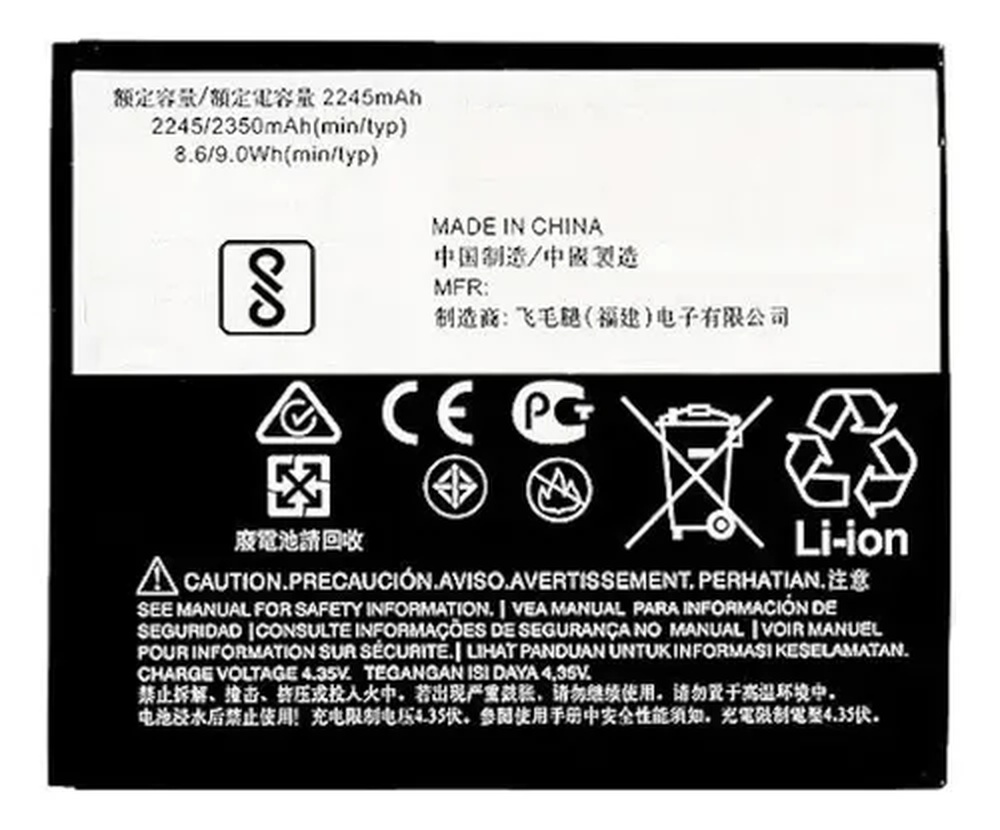 额定容量/額定電容量 2245mAh
2245/2350mAh(min/typ)
8.6/9.0Wh(min/typ)
MADE IN CHINA
中国制造/中國製造
MFR:
制造商: 飞毛腿(福建)电子有限公司
CE
PCT
廢電池請回收
Li-ion
CAUTION.PRECAUCIÓN.AVISO.AVERTISSEMENT. PERHATIAN.注意
SEE MANUAL FOR SAFETY INFORMATION. | VEA MANUAL PARA INFORMACIÓN DE
SEGURIDAD |CONSULTE INFORMAÇÕES DE SEGURANÇA NO MANUAL | VOIR MANUEL
POUR INFORMATION SUR SÉCURITE.| LIHAT PANDUAN UNTUK INFORMASI KESELAMATAN.
CHARGE VOLTAGE 4.35V. TEGANGAN ISI DAYA 4.35V.
禁止拆解、撞击、挤压或投入火中。若出现严重鼓胀，请勿继续使用。请勿置于高温环境中。
电池浸水后禁止使用！充电限制电压4.35伏。參閱使用手册中安全性能須知。充電限制電壓4.35伏。